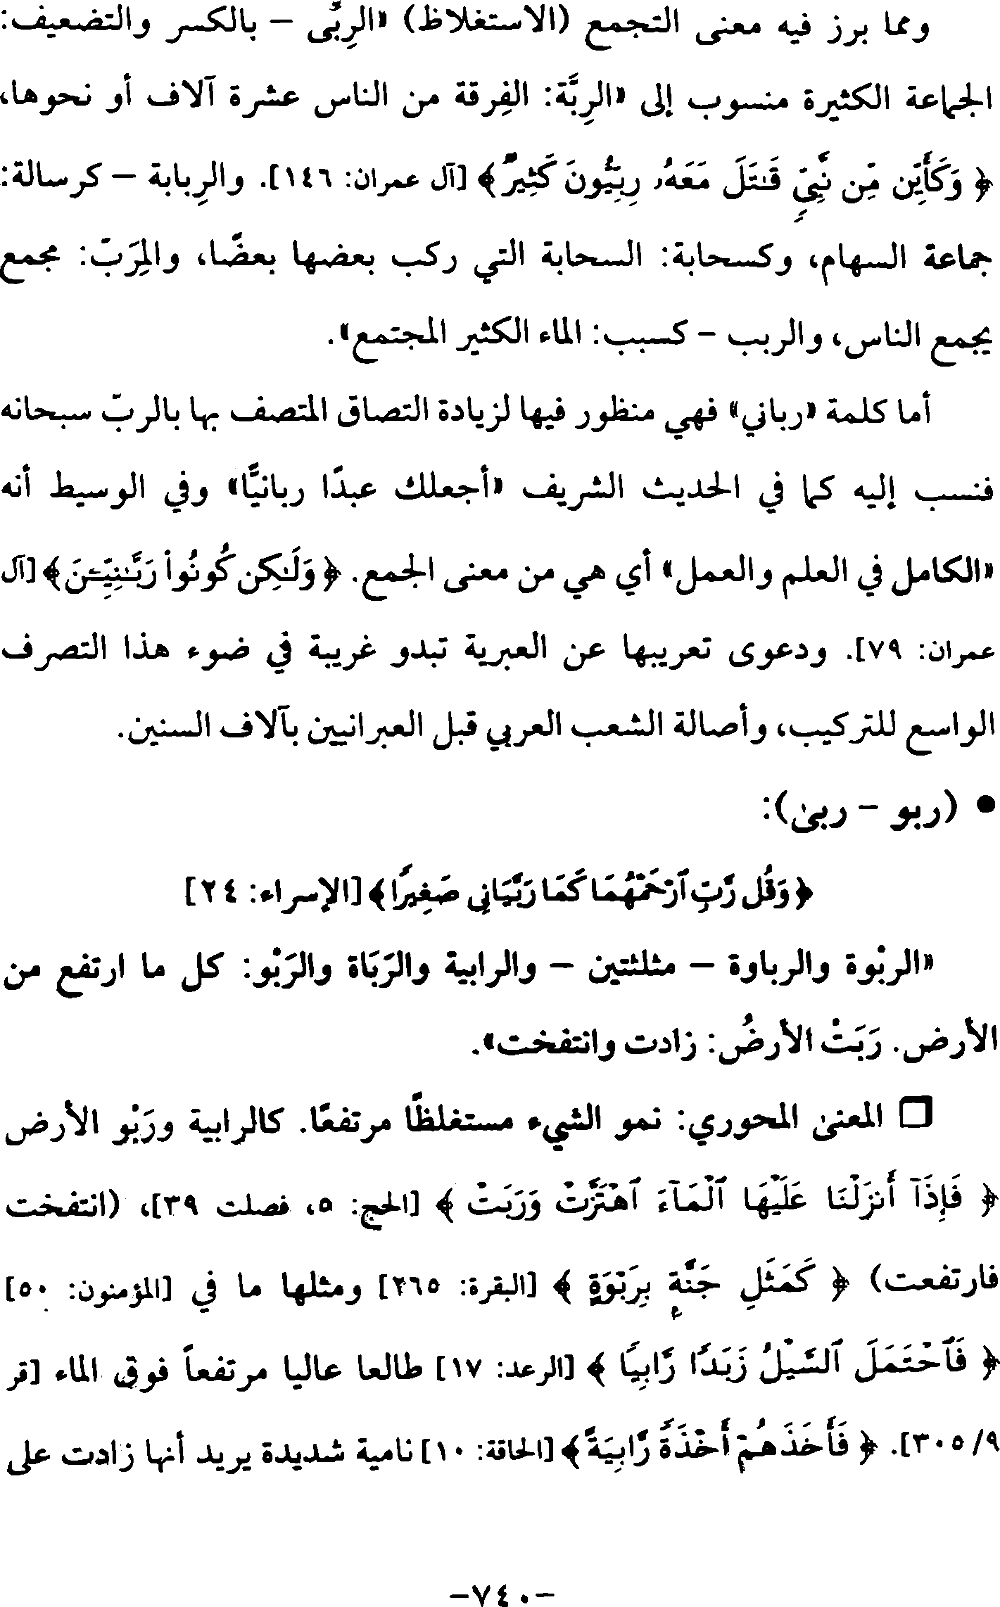 ومما برز فيه معنى التجمع (الاستغلاظ) «الرِبِّى – بالكسر والتضعيف:
الجماعة الكثيرة منسوب إلى «الرِبَّة: الفِرقة من الناس عشرة آلاف أو نحوها،
﴿ وَكَأَيِّن مِّن نَّبِيٍّ قَـٰتَلَ مَعَهُۥ رِبِّيُّونَ كَثِيرٌ ﴾ [آل عمران: ١٤٦]. والرِبابة – كرسالة:
جماعة السهام، وكسحابة: السحابة التي ركب بعضها بعضًا، والمِرَبّ: مجمع
يجمع الناس، والربب – كسبب: الماء الكثير المجتمع».
أما كلمة «رباني» فهي منظور فيها لزيادة التصاق المتصف بها بالربّ سبحانه
فنسب إليه كما في الحديث الشريف «أجعلك عبدًا ربانيًّا» وفي الوسيط أنه
«الكامل في العلم والعمل» أي هي من معنى الجمع. ﴿ وَلَـٰكِن كُونُوا۟ رَبَّـٰنِيِّـۧنَ ﴾ [آل
عمران: ٧٩]. ودعوى تعريبها عن العبرية تبدو غريبة في ضوء هذا التصرف
الواسع للتركيب، وأصالة الشعب العربي قبل العبرانيين بآلاف السنين.
• (ربو – ربى):
﴿ وَقُل رَّبِّ ٱرْحَمْهُمَا كَمَا رَبَّيَانِى صَغِيرًا ﴾ [الإسراء: ٢٤]
«الربْوة والرباوة – مثلثتين – والرابية والرَبَاة والرَبْو: كل ما ارتفع من
الأرض. رَبَتْ الأرضُ: زادت وانتفخت».
□ المعنى المحوري: نمو الشيء مستغلظًا مرتفعًا. كالرابية ورَبْو الأرض
﴿ فَإِذَآ أَنزَلْنَا عَلَيْهَا ٱلْمَآءَ ٱهْتَزَّتْ وَرَبَتْ ﴾ [الحج: ٥، فصلت ٣٩]، (انتفخت
فارتفعت) ﴿ كَمَثَلِ جَنَّةٍۭ بِرَبْوَةٍ ﴾ [البقرة: ٢٦٥] ومثلها ما في [المؤمنون: ٥٠]
﴿ فَٱحْتَمَلَ ٱلسَّيْلُ زَبَدًا رَّابِيًا ﴾ [الرعد: ١٧] طالعا عاليا مرتفعاً فوق الماء [قر
٩/ ٣٠٥]. ﴿ فَأَخَذَهُمْ أَخْذَةً رَّابِيَةً ﴾ [الحاقة: ١٠] نامية شديدة يريد أنها زادت على
-٧٤٠-